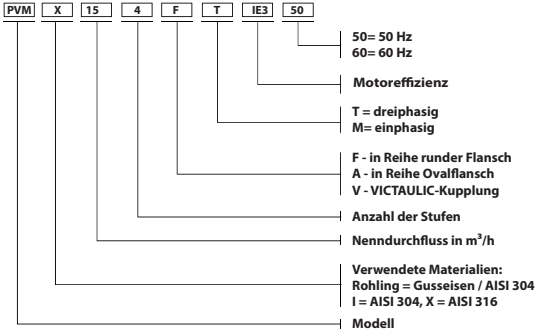 PVM X 15 4 F T IE3 50
50= 50 Hz
60= 60 Hz
Motoreffizienz
T = dreiphasig
M= einphasig
F - in Reihe runder Flansch
A - in Reihe Ovalflansch
V - VICTAULIC-Kupplung
Anzahl der Stufen
Nenndurchfluss in m³/h
Verwendete Materialien:
Rohling = Gusseisen / AISI 304
I = AISI 304, X = AISI 316
Modell